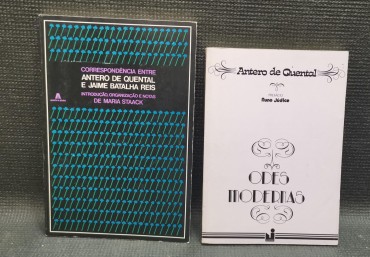 CORRESPONDÊNCIA ENTRE
ANTERO DE QUENTAL
E JAIME BATALHA REIS
INTRODUÇÃO, ORGANIZAÇÃO E NOTAS
DE MARIA STAACK
Antero de Quental
Nuno Júdice
ODES
MODERNAS